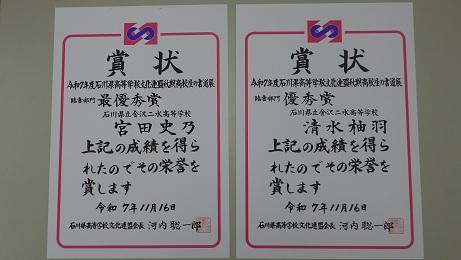 賞状
令和7年度石川県高等学校文化連盟秋季高校生の書道展
臨書部門 最優秀賞
石川県立金沢二水高等学校
宮田史乃
上記の成績を得ら
れたのでその栄誉を
賞します
令和7年11月16日
石川県高等学校文化連盟会長 河内聡一郎
賞状
令和7年度石川県高等学校文化連盟秋季高校生の書道展
臨書部門 優秀賞
石川県立金沢二水高等学校
清水柚羽
上記の成績を得ら
れたのでその栄誉を
賞します
令和7年11月16日
石川県高等学校文化連盟会長 河内聡一郎